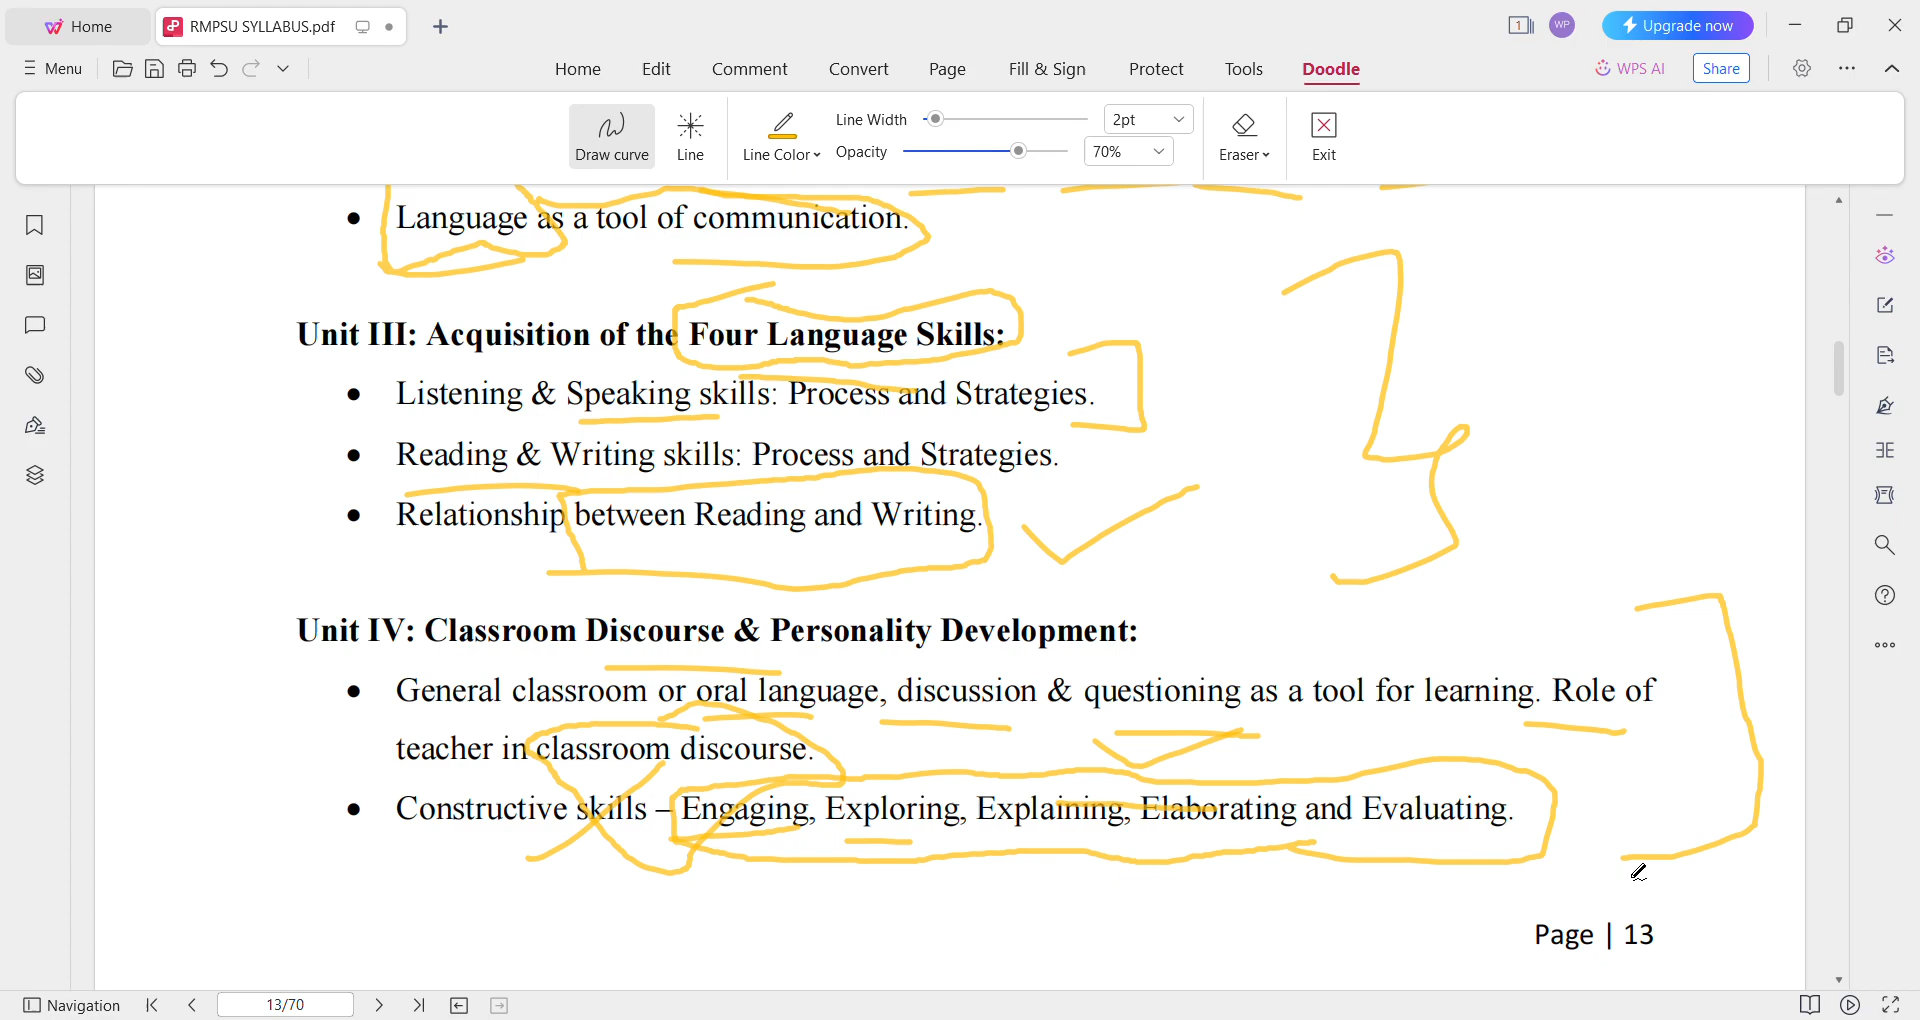 Home
RMPSU SYLLABUS.pdf
1
WP
Upgrade now
Menu
Home Edit Comment Convert Page Fill & Sign Protect Tools Doodle
WPS AI
Share
Draw curve
Line
Line Color
Line Width
2pt
Opacity
70%
Eraser
Exit
• Language as a tool of communication.
Unit III: Acquisition of the Four Language Skills:
• Listening & Speaking skills: Process and Strategies.
• Reading & Writing skills: Process and Strategies.
• Relationship between Reading and Writing.
Unit IV: Classroom Discourse & Personality Development:
• General classroom or oral language, discussion & questioning as a tool for learning. Role of
teacher in classroom discourse.
• Constructive skills – Engaging, Exploring, Explaining, Elaborating and Evaluating.
Page | 13
Navigation
13/70